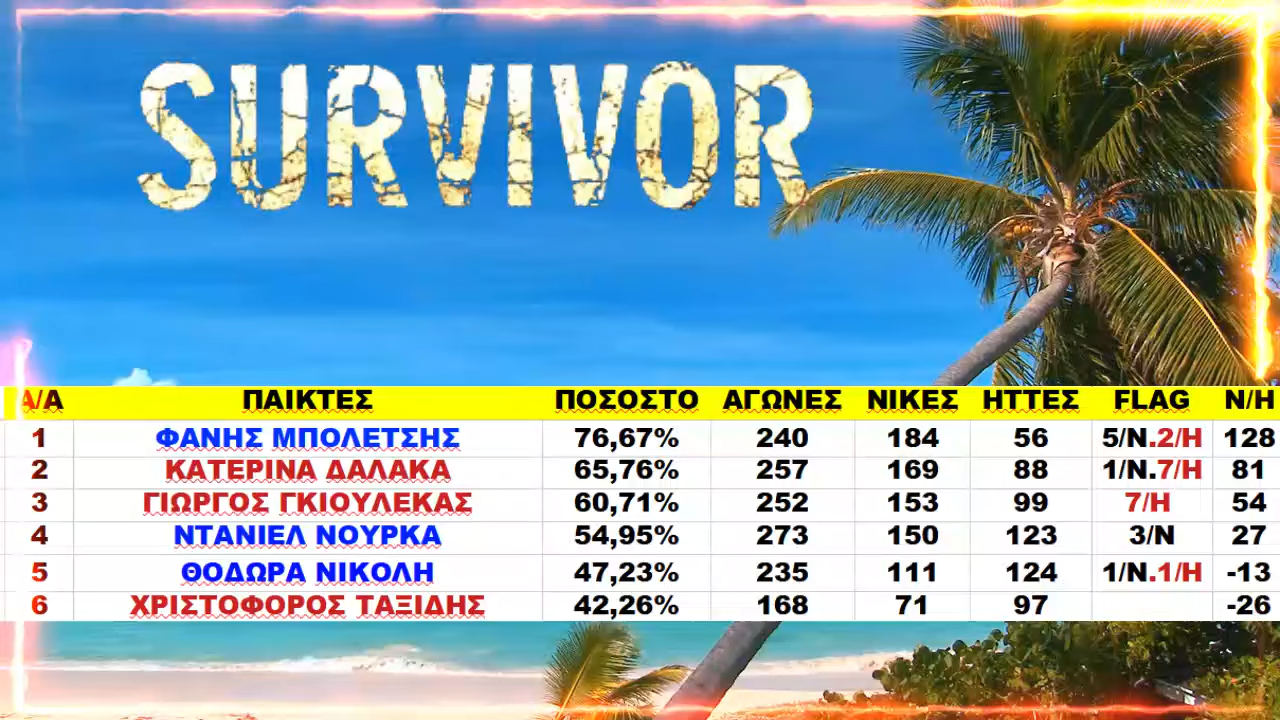 SURVIVOR
Α/Α ΠΑΙΚΤΕΣ ΠΟΣΟΣΤΟ ΑΓΩΝΕΣ ΝΙΚΕΣ ΗΤΤΕΣ FLAG Ν/Η
1 ΦΑΝΗΣ ΜΠΟΛΕΤΣΗΣ 76,67% 240 184 56 5/Ν.2/Η 128
2 ΚΑΤΕΡΙΝΑ ΔΑΛΑΚΑ 65,76% 257 169 88 1/Ν.7/Η 81
3 ΓΙΩΡΓΟΣ ΓΚΙΟΥΛΕΚΑΣ 60,71% 252 153 99 7/Η 54
4 ΝΤΑΝΙΕΛ ΝΟΥΡΚΑ 54,95% 273 150 123 3/Ν 27
5 ΘΟΔΩΡΑ ΝΙΚΟΛΗ 47,23% 235 111 124 1/Ν.1/Η -13
6 ΧΡΙΣΤΟΦΟΡΟΣ ΤΑΞΙΔΗΣ 42,26% 168 71 97 -26